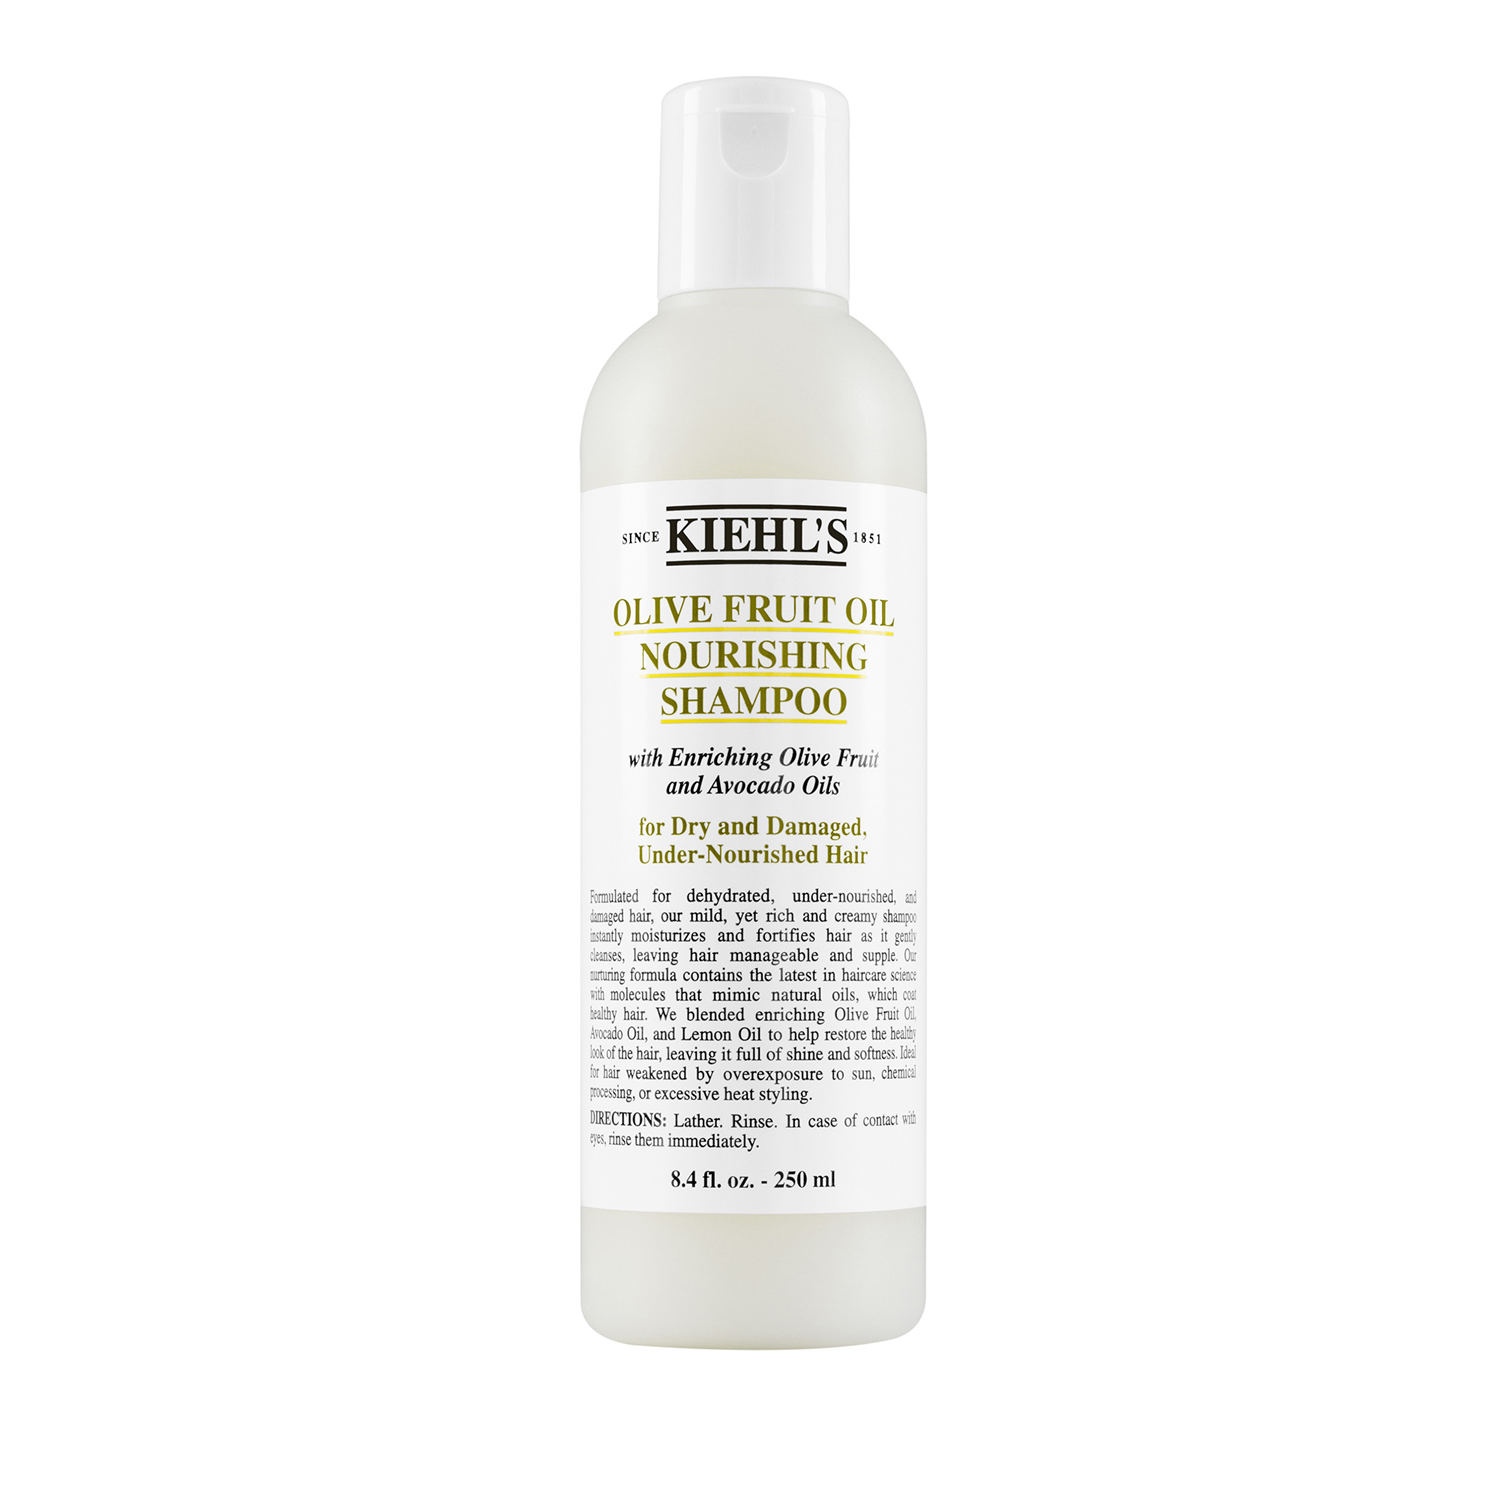 SINCE KIEHL'S 1851
OLIVE FRUIT OIL
NOURISHING
SHAMPOO
with Enriching Olive Fruit
and Avocado Oils
for Dry and Damaged,
Under-Nourished Hair
Formulated for dehydrated, under-nourished, and
damaged hair, our mild, yet rich and creamy shampoo
instantly moisturizes and fortifies hair as it gently
cleanses, leaving hair manageable and supple. Our
nurturing formula contains the latest in haircare science
with molecules that mimic natural oils, which coat
healthy hair. We blended enriching Olive Fruit Oil,
Avocado Oil, and Lemon Oil to help restore the healthy
look of the hair, leaving it full of shine and softness. Ideal
for hair weakened by overexposure to sun, chemical
processing, or excessive heat styling.
DIRECTIONS: Lather. Rinse. In case of contact with
eyes, rinse them immediately.
8.4 fl. oz. - 250 ml